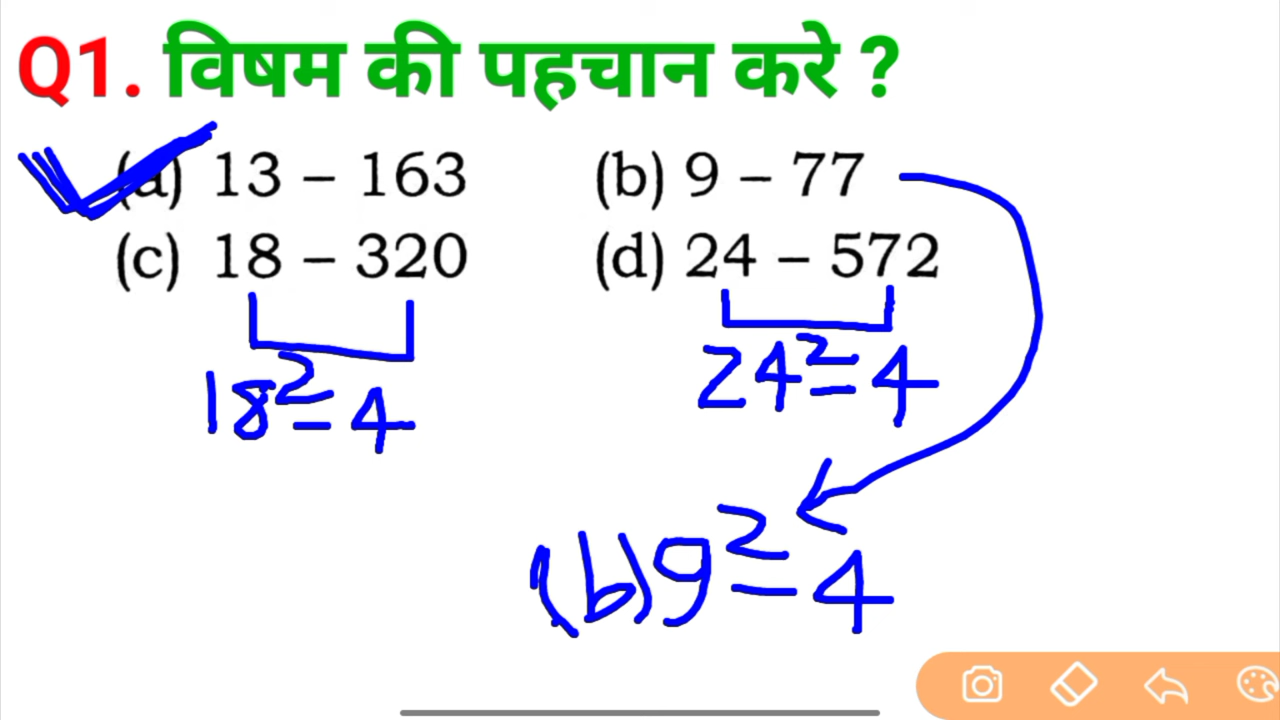 Q1. विषम की पहचान करे ?
(a) 13 – 163 (b) 9 – 77
(c) 18 – 320 (d) 24 – 572
18² – 4 24² – 4
(b) 9² – 4